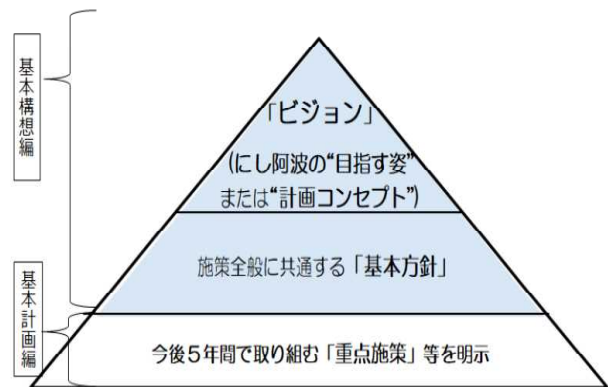 基本構想編
「ビジョン」
(にし阿波の“目指す姿”
または“計画コンセプト”)
施策全般に共通する「基本方針」
基本計画編
今後5年間で取り組む「重点施策」等を明示